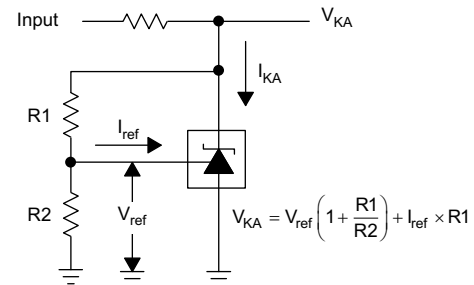 Input
V_KA
I_KA
R1
I_ref
R2
V_ref
V_KA = V_ref (1 + R1/R2) + I_ref × R1